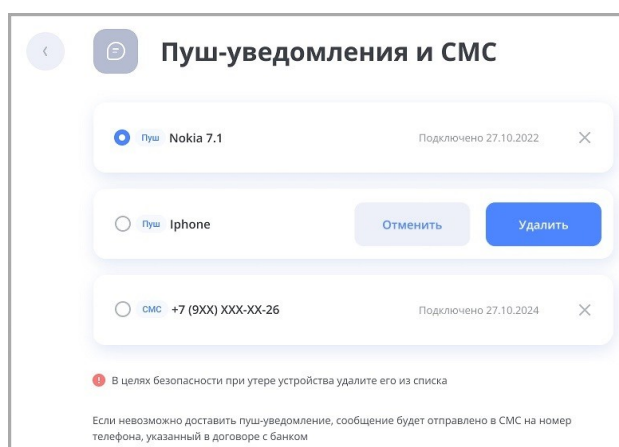 Пуш-уведомления и СМС
Пуш Nokia 7.1 Подключено 27.10.2022
Пуш Iphone Отменить Удалить
СМС +7 (9XX) XXX-XX-26 Подключено 27.10.2024
В целях безопасности при утере устройства удалите его из списка
Если невозможно доставить пуш-уведомление, сообщение будет отправлено в СМС на номер
телефона, указанный в договоре с банком